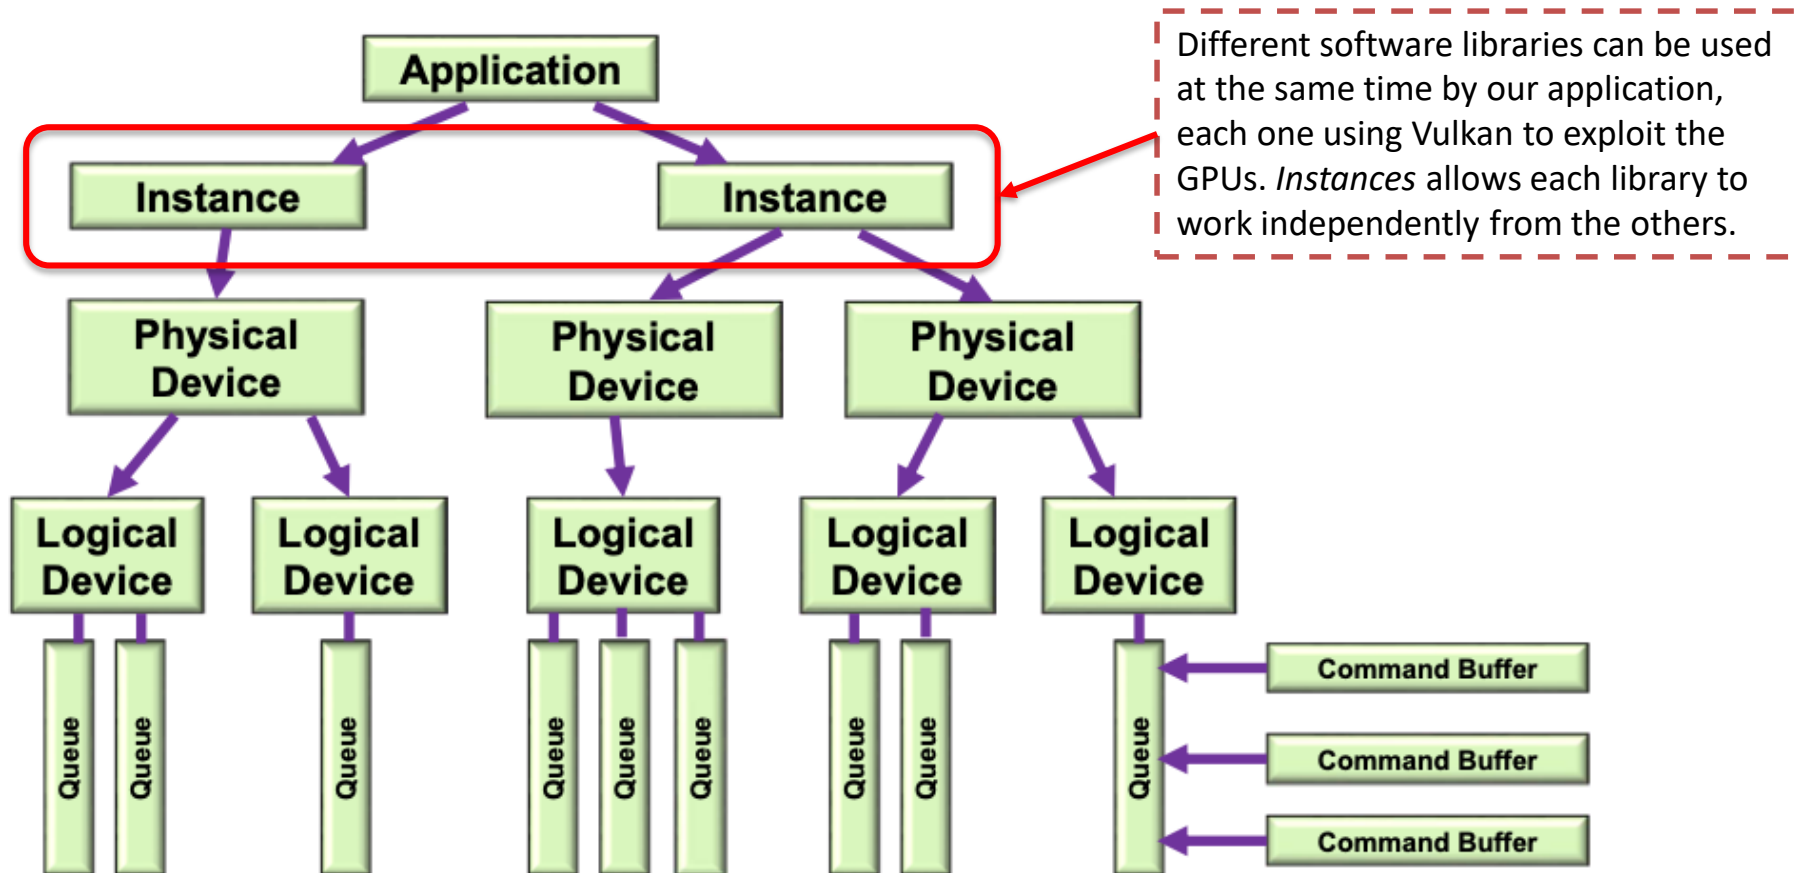 Application
Different software libraries can be used
at the same time by our application,
each one using Vulkan to exploit the
GPUs. Instances allows each library to
work independently from the others.
Instance
Instance
Physical
Device
Physical
Device
Physical
Device
Logical
Device
Logical
Device
Logical
Device
Logical
Device
Logical
Device
Queue
Queue
Queue
Queue
Queue
Queue
Queue
Queue
Queue
Command Buffer
Command Buffer
Command Buffer